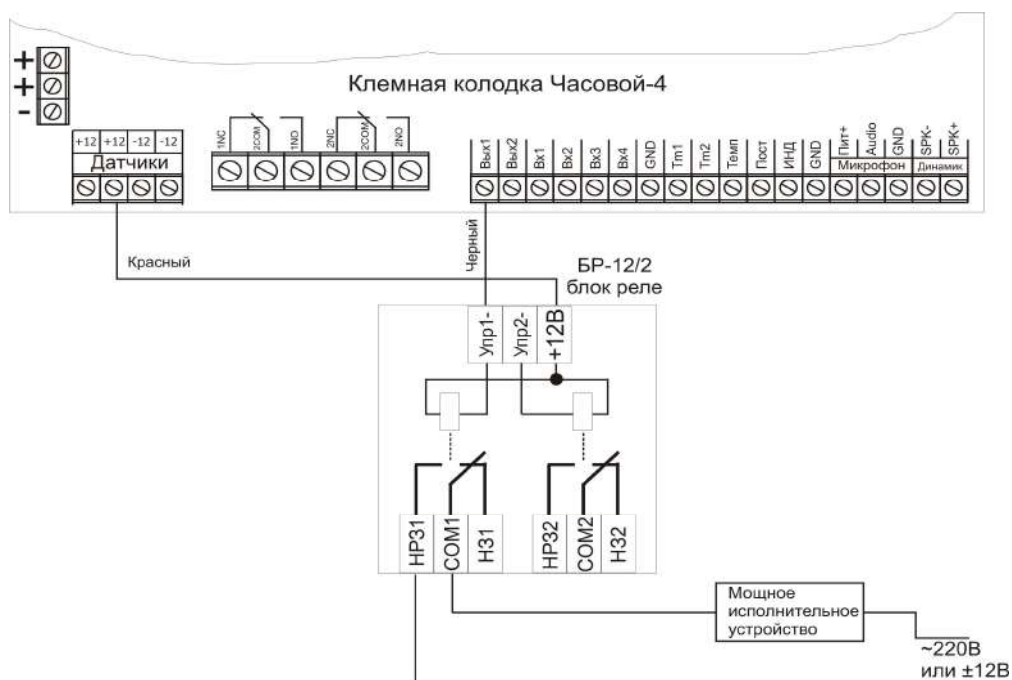 +
+
-
Клемная колодка Часовой-4
+12 +12 -12 -12
Датчики
1NC 2COM 1NO 2NC 2COM 2NO
Вых1 Вых2 Вх1 Вх2 Вх3 Вх4 GND Tm1 Tm2 Темп Пост ИНД GND Пит+ Audio GND SPK- SPK+
Микрофон Динамик
Красный
Черный
БР-12/2
блок реле
Упр1- Упр2- +12В
НР31 COM1 Н31 НР32 COM2 Н32
Мощное
исполнительное
устройство
~220В
или ±12В